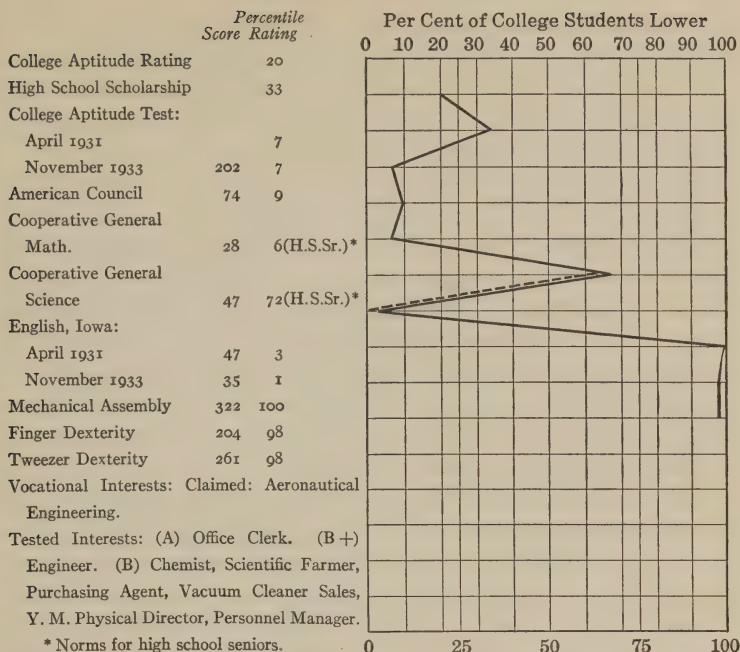 Percentile
Score Rating
College Aptitude Rating 20
High School Scholarship 33
College Aptitude Test:
April 1931 7
November 1933 202 7
American Council 74 9
Cooperative General
Math. 28 6(H.S.Sr.)*
Cooperative General
Science 47 72(H.S.Sr.)*
English, Iowa:
April 1931 47 3
November 1933 35 1
Mechanical Assembly 322 100
Finger Dexterity 204 98
Tweezer Dexterity 261 98
Vocational Interests: Claimed: Aeronautical
Engineering.
Tested Interests: (A) Office Clerk. (B+)
Engineer. (B) Chemist, Scientific Farmer,
Purchasing Agent, Vacuum Cleaner Sales,
Y. M. Physical Director, Personnel Manager.
* Norms for high school seniors.
Per Cent of College Students Lower
0 10 20 30 40 50 60 70 80 90 100
0 25 50 75 100